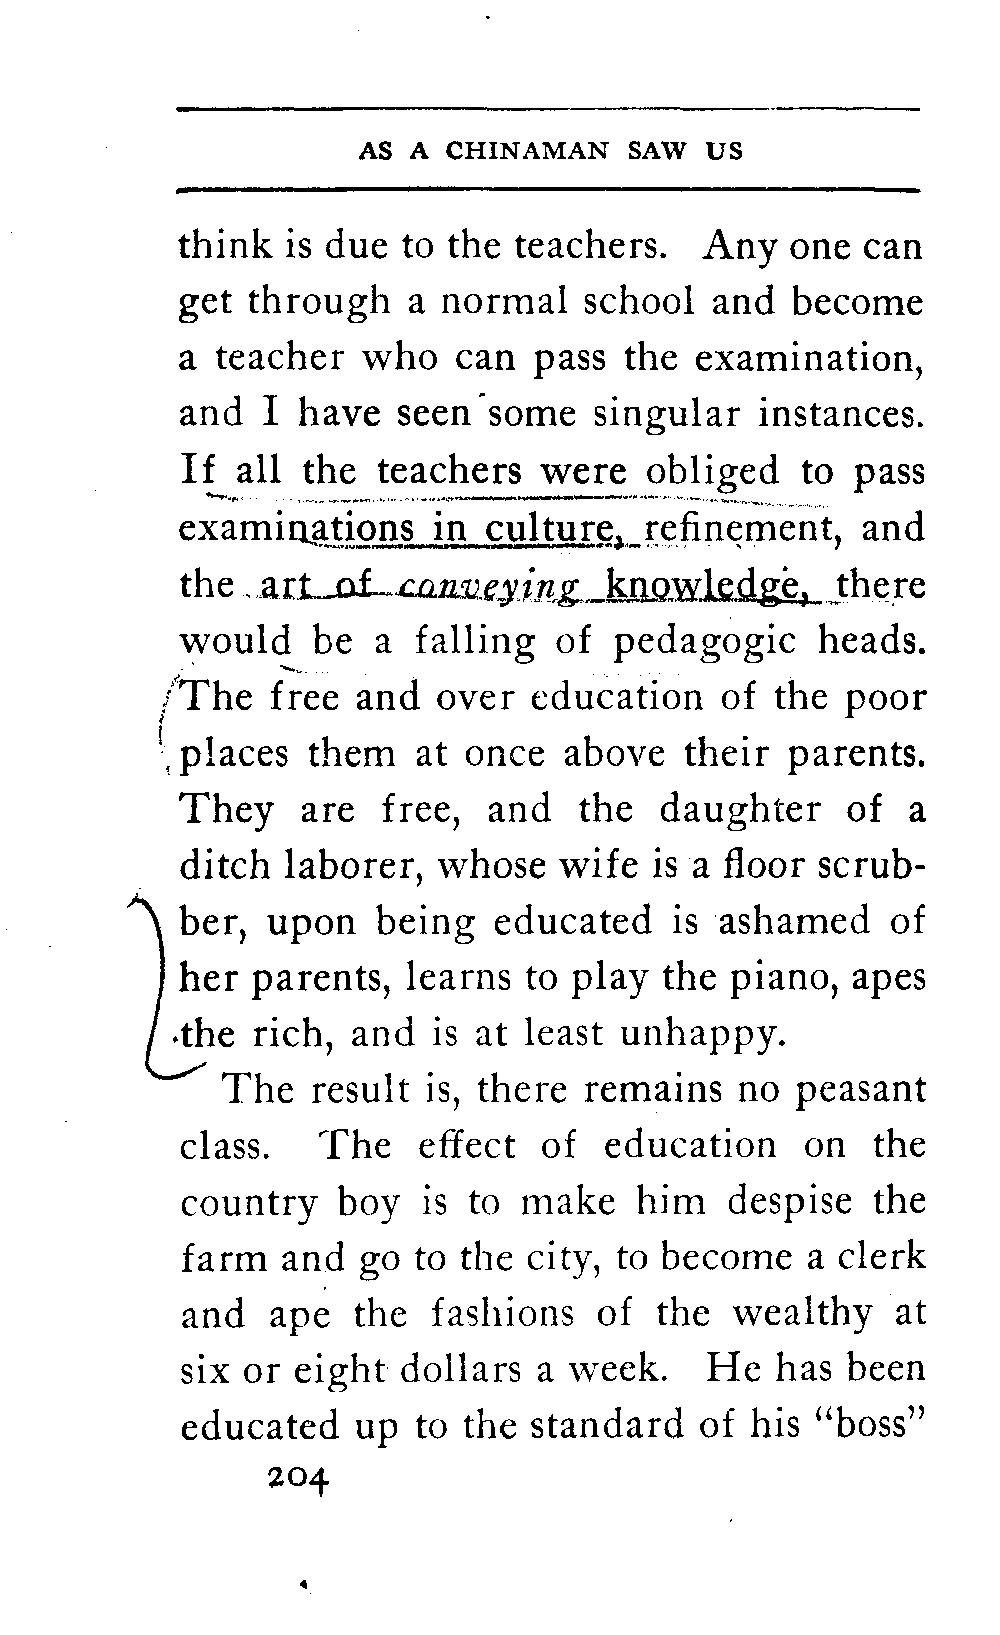 AS A CHINAMAN SAW US
think is due to the teachers. Any one can
get through a normal school and become
a teacher who can pass the examination,
and I have seen some singular instances.
If all the teachers were obliged to pass
examinations in culture, refinement, and
the art of conveying knowledge, there
would be a falling of pedagogic heads.
The free and over education of the poor
places them at once above their parents.
They are free, and the daughter of a
ditch laborer, whose wife is a floor scrub-
ber, upon being educated is ashamed of
her parents, learns to play the piano, apes
the rich, and is at least unhappy.
The result is, there remains no peasant
class. The effect of education on the
country boy is to make him despise the
farm and go to the city, to become a clerk
and ape the fashions of the wealthy at
six or eight dollars a week. He has been
educated up to the standard of his “boss”
204